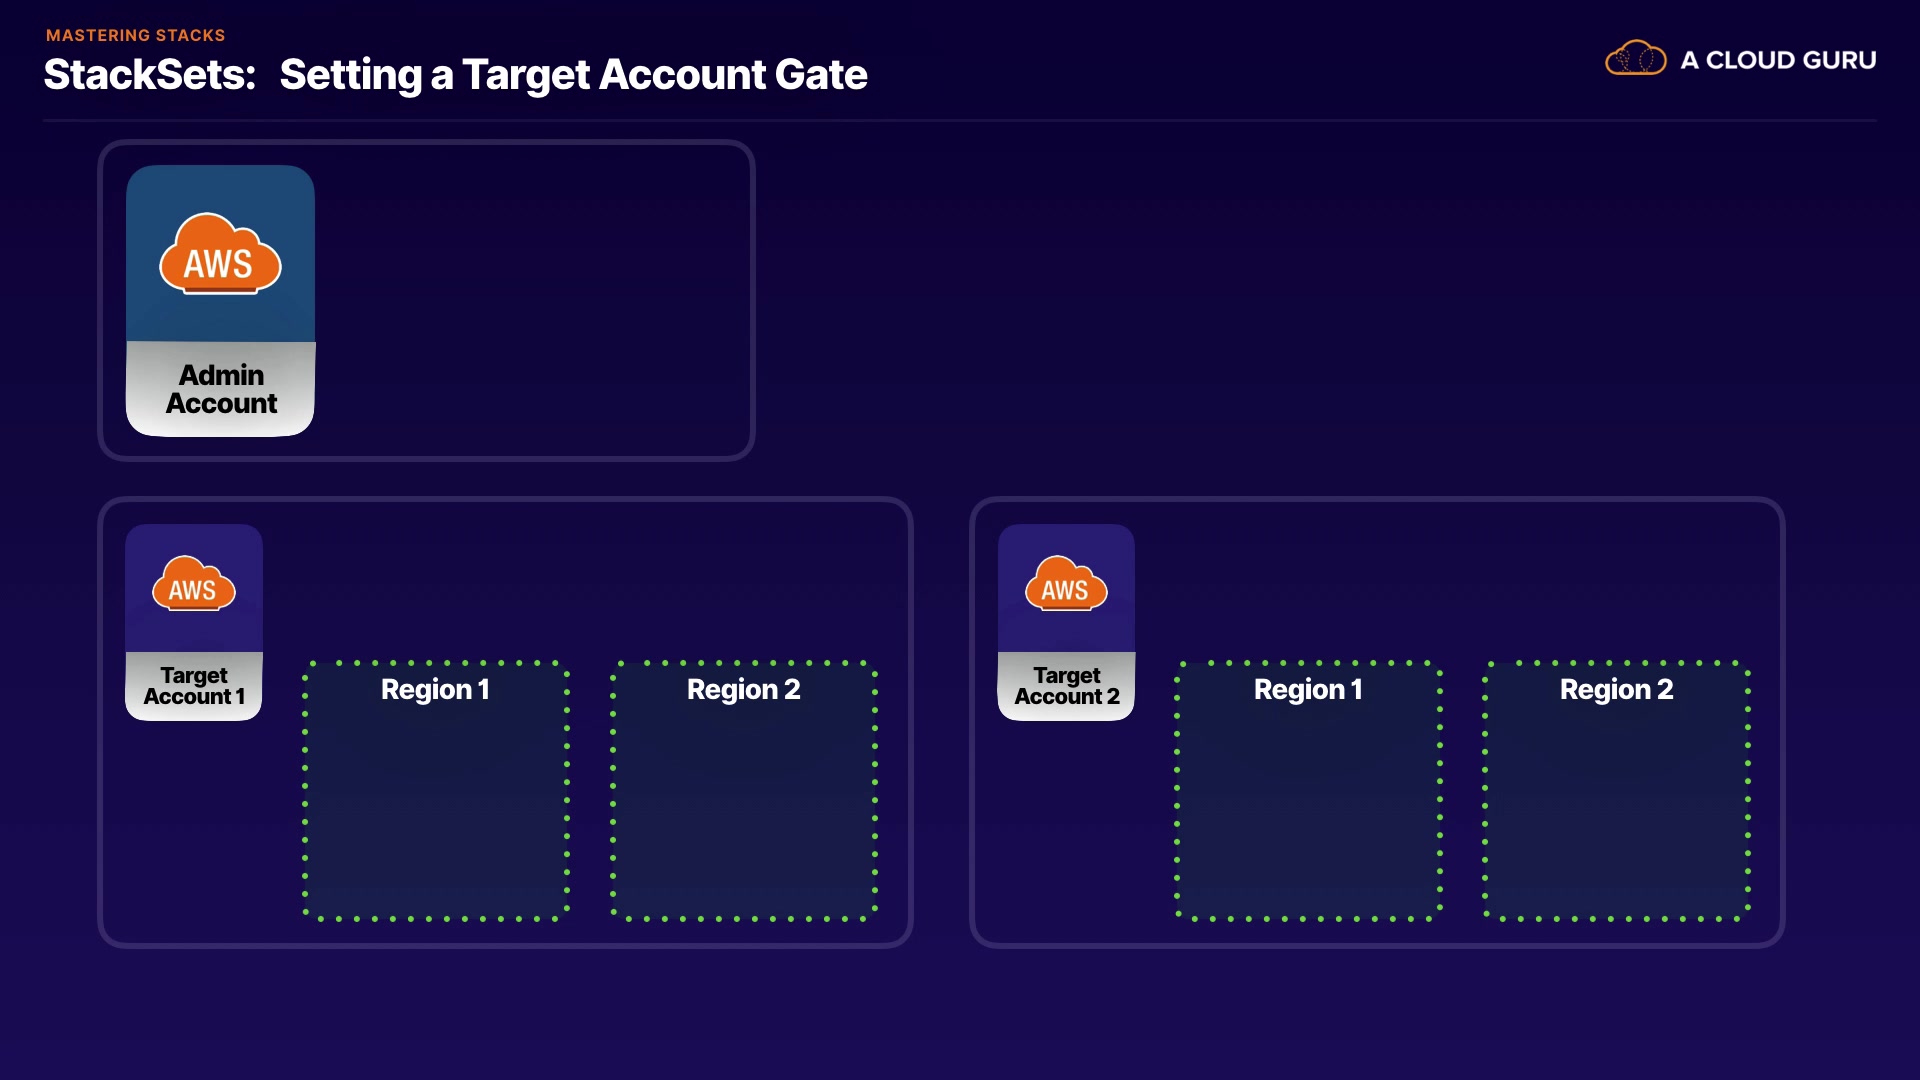 MASTERING STACKS
StackSets: Setting a Target Account Gate
A CLOUD GURU
AWS
Admin
Account
AWS
Target
Account 1
Region 1
Region 2
AWS
Target
Account 2
Region 1
Region 2